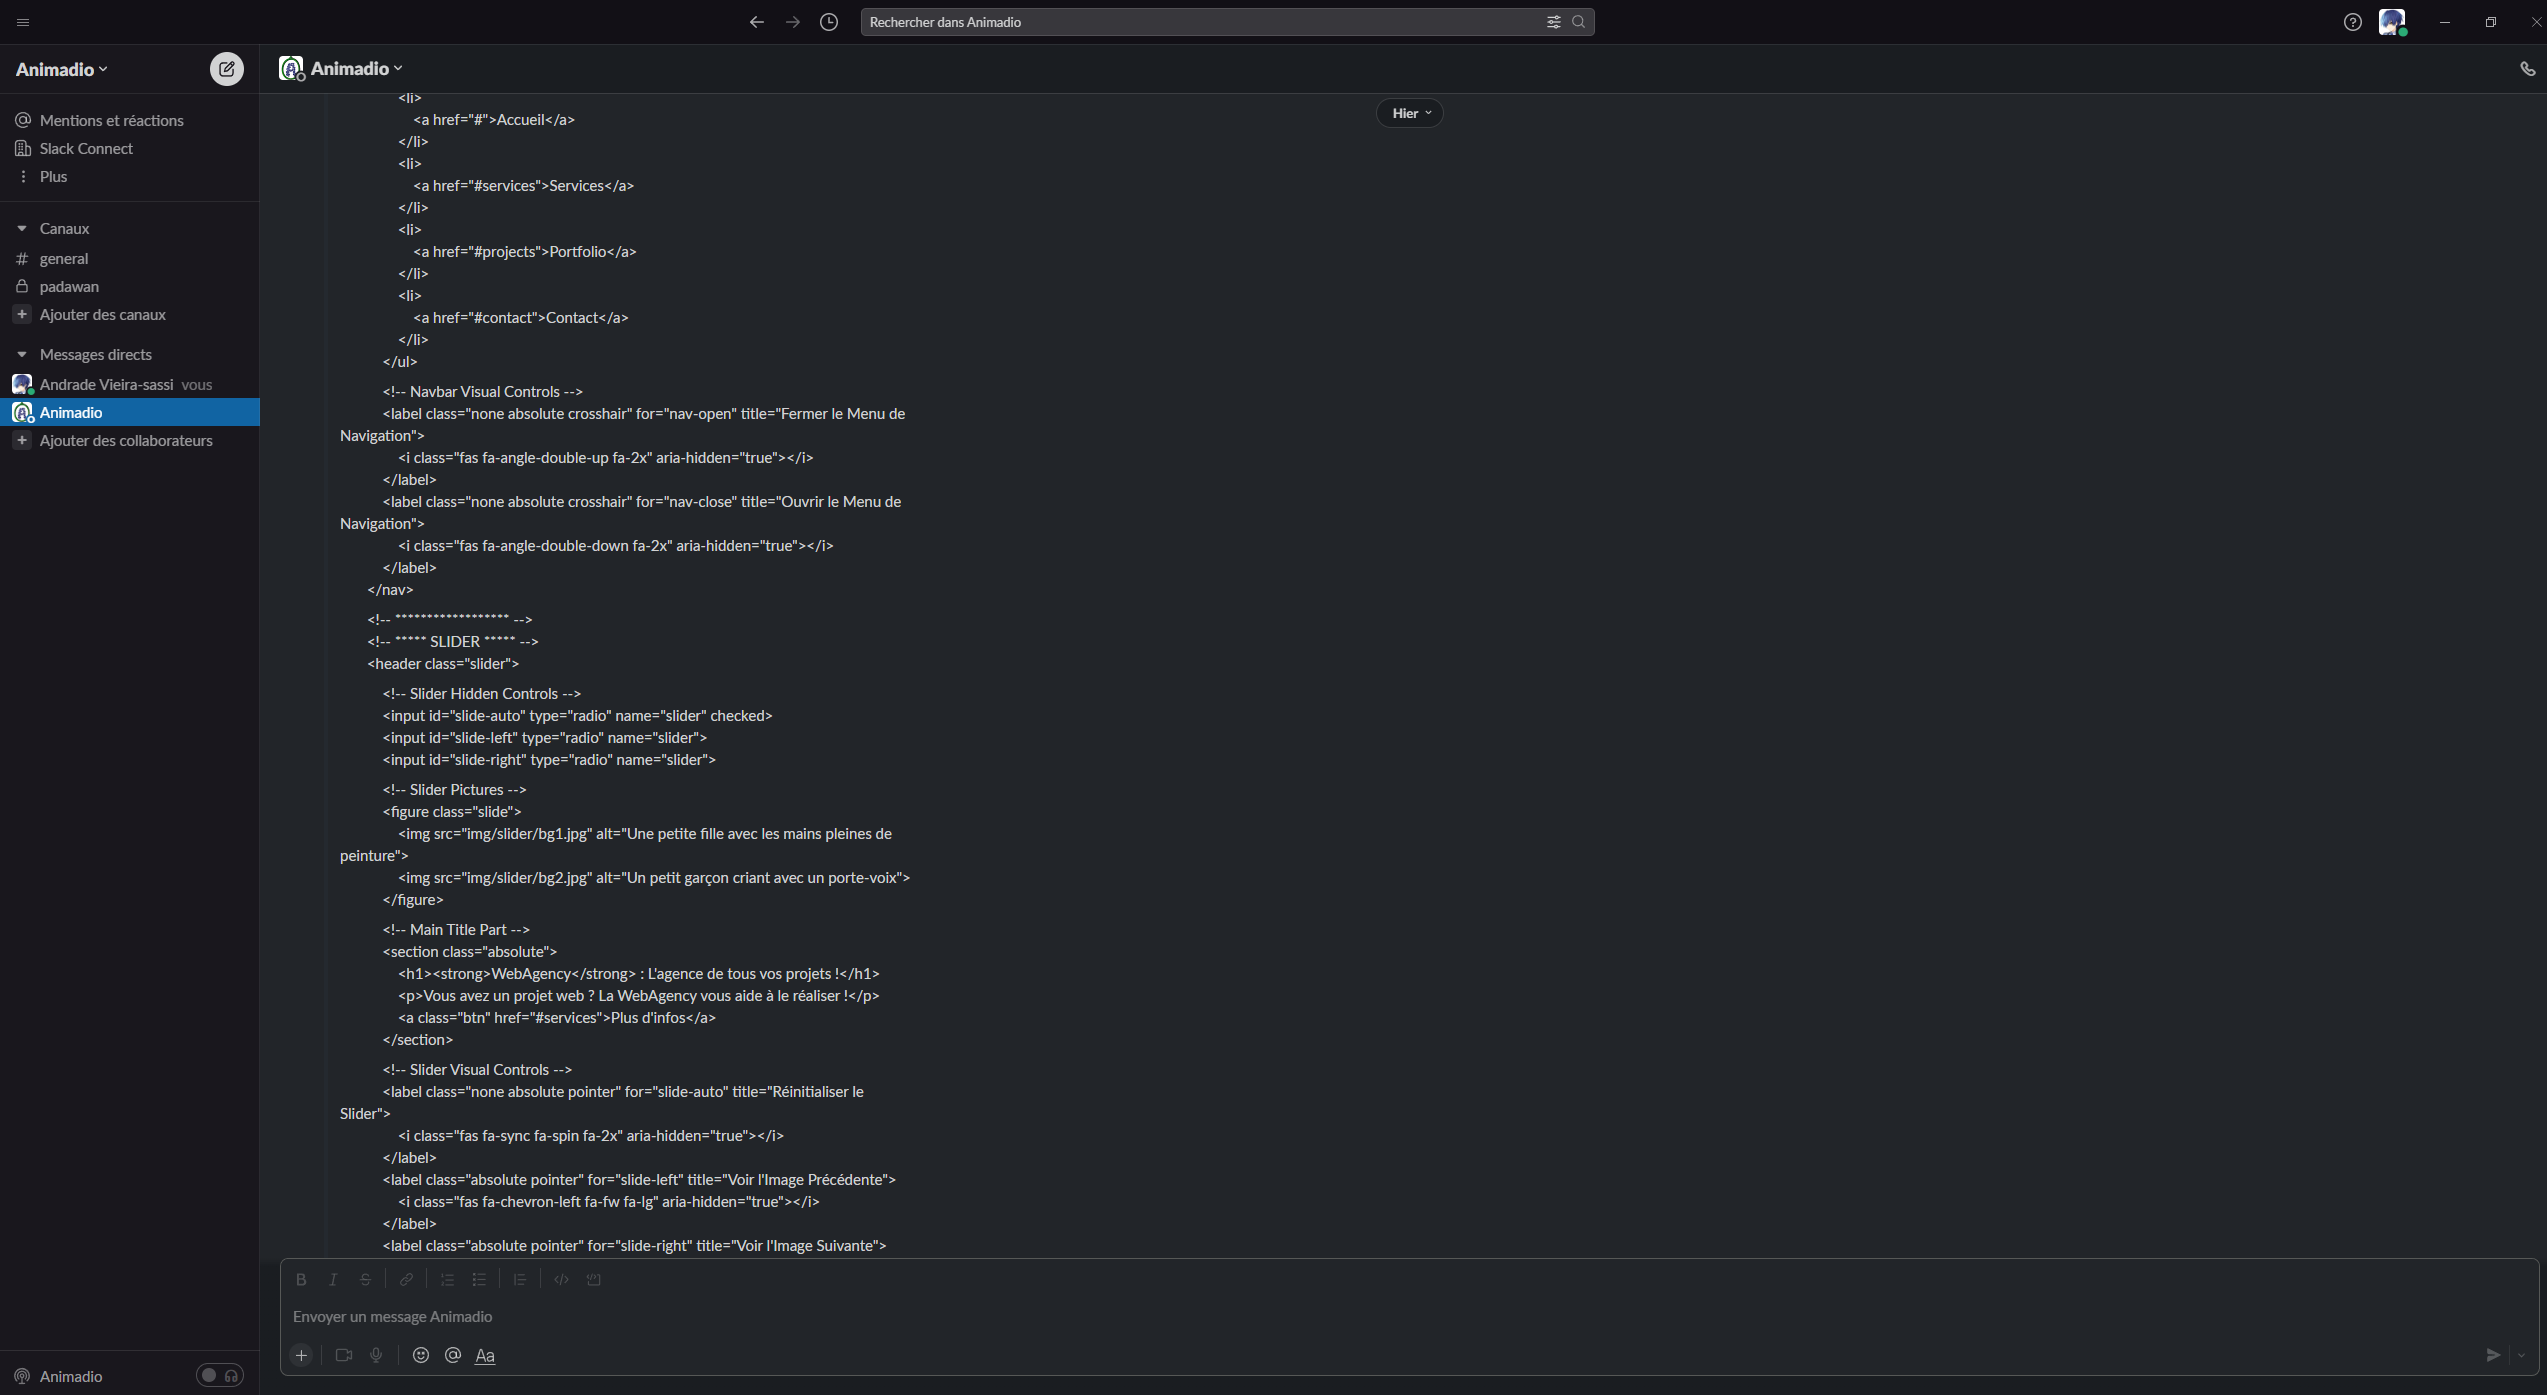 Rechercher dans Animadio
Animadio
Mentions et réactions
Slack Connect
Plus
Canaux
# general
padawan
+ Ajouter des canaux
Messages directs
Andrade Vieira-sassi vous
Animadio
+ Ajouter des collaborateurs
Animadio
Animadio
Hier
<li>
<a href="#">Accueil</a>
</li>
<li>
<a href="#services">Services</a>
</li>
<li>
<a href="#projects">Portfolio</a>
</li>
<li>
<a href="#contact">Contact</a>
</li>
</ul>
<!-- Navbar Visual Controls -->
<label class="none absolute crosshair" for="nav-open" title="Fermer le Menu de
Navigation">
<i class="fas fa-angle-double-up fa-2x" aria-hidden="true"></i>
</label>
<label class="none absolute crosshair" for="nav-close" title="Ouvrir le Menu de
Navigation">
<i class="fas fa-angle-double-down fa-2x" aria-hidden="true"></i>
</label>
</nav>
<!-- ****************** -->
<!-- ***** SLIDER ***** -->
<header class="slider">
<!-- Slider Hidden Controls -->
<input id="slide-auto" type="radio" name="slider" checked>
<input id="slide-left" type="radio" name="slider">
<input id="slide-right" type="radio" name="slider">
<!-- Slider Pictures -->
<figure class="slide">
<img src="img/slider/bg1.jpg" alt="Une petite fille avec les mains pleines de
peinture">
<img src="img/slider/bg2.jpg" alt="Un petit garçon criant avec un porte-voix">
</figure>
<!-- Main Title Part -->
<section class="absolute">
<h1><strong>WebAgency</strong> : L'agence de tous vos projets !</h1>
<p>Vous avez un projet web ? La WebAgency vous aide à le réaliser !</p>
<a class="btn" href="#services">Plus d'infos</a>
</section>
<!-- Slider Visual Controls -->
<label class="none absolute pointer" for="slide-auto" title="Réinitialiser le
Slider">
<i class="fas fa-sync fa-spin fa-2x" aria-hidden="true"></i>
</label>
<label class="absolute pointer" for="slide-left" title="Voir l'Image Précédente">
<i class="fas fa-chevron-left fa-fw fa-lg" aria-hidden="true"></i>
</label>
<label class="absolute pointer" for="slide-right" title="Voir l'Image Suivante">
B I S
Envoyer un message Animadio
+ @ Aa